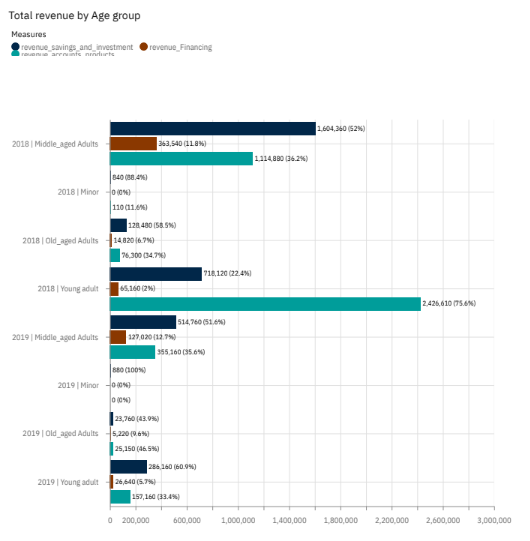 Total revenue by Age group
Measures
revenue_savings_and_investment revenue_Financing
revenue_accounts_products
2018 | Middle_aged Adults
1,604,360 (52%)
363,540 (11.8%)
1,114,880 (36.2%)
2018 | Minor
840 (88.4%)
0 (0%)
110 (11.6%)
2018 | Old_aged Adults
128,480 (58.5%)
14,820 (6.7%)
76,300 (34.7%)
2018 | Young adult
718,120 (22.4%)
65,160 (2%)
2,426,610 (75.6%)
2019 | Middle_aged Adults
514,760 (51.6%)
127,020 (12.7%)
355,160 (35.6%)
2019 | Minor
880 (100%)
0 (0%)
0 (0%)
2019 | Old_aged Adults
23,760 (43.9%)
5,220 (9.6%)
25,150 (46.5%)
2019 | Young adult
286,160 (60.9%)
26,640 (5.7%)
157,160 (33.4%)
0 200,000 600,000 1,000,000 1,400,000 1,800,000 2,200,000 2,600,000 3,000,000